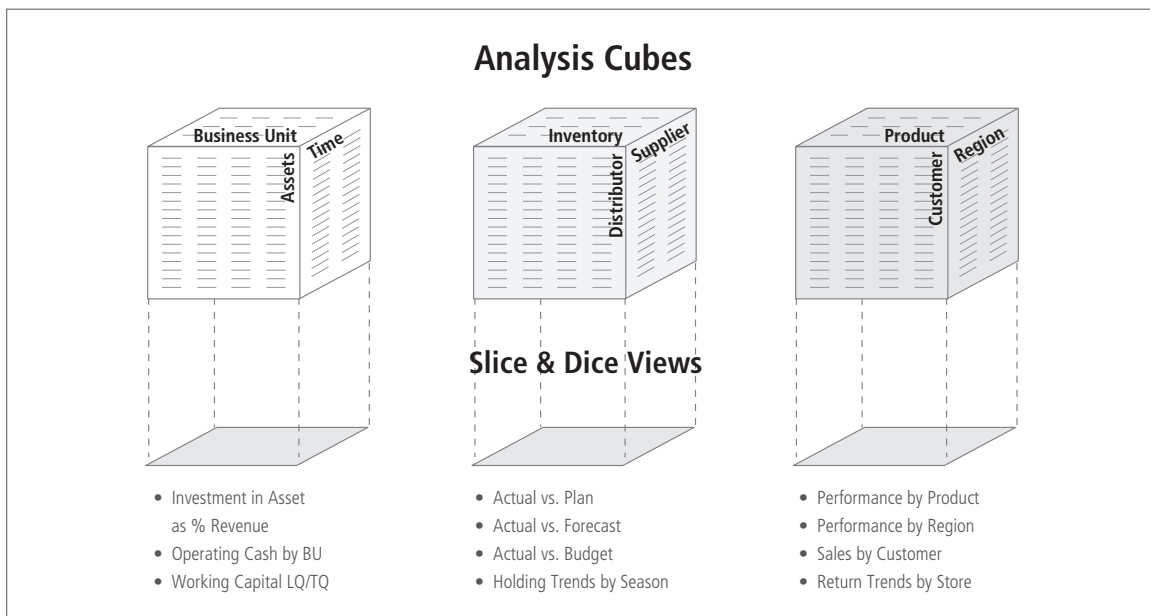 Analysis Cubes
Business Unit
Time
Assets
Inventory
Supplier
Distributor
Product
Region
Customer
Slice & Dice Views
• Investment in Asset
as % Revenue
• Operating Cash by BU
• Working Capital LQ/TQ
• Actual vs. Plan
• Actual vs. Forecast
• Actual vs. Budget
• Holding Trends by Season
• Performance by Product
• Performance by Region
• Sales by Customer
• Return Trends by Store